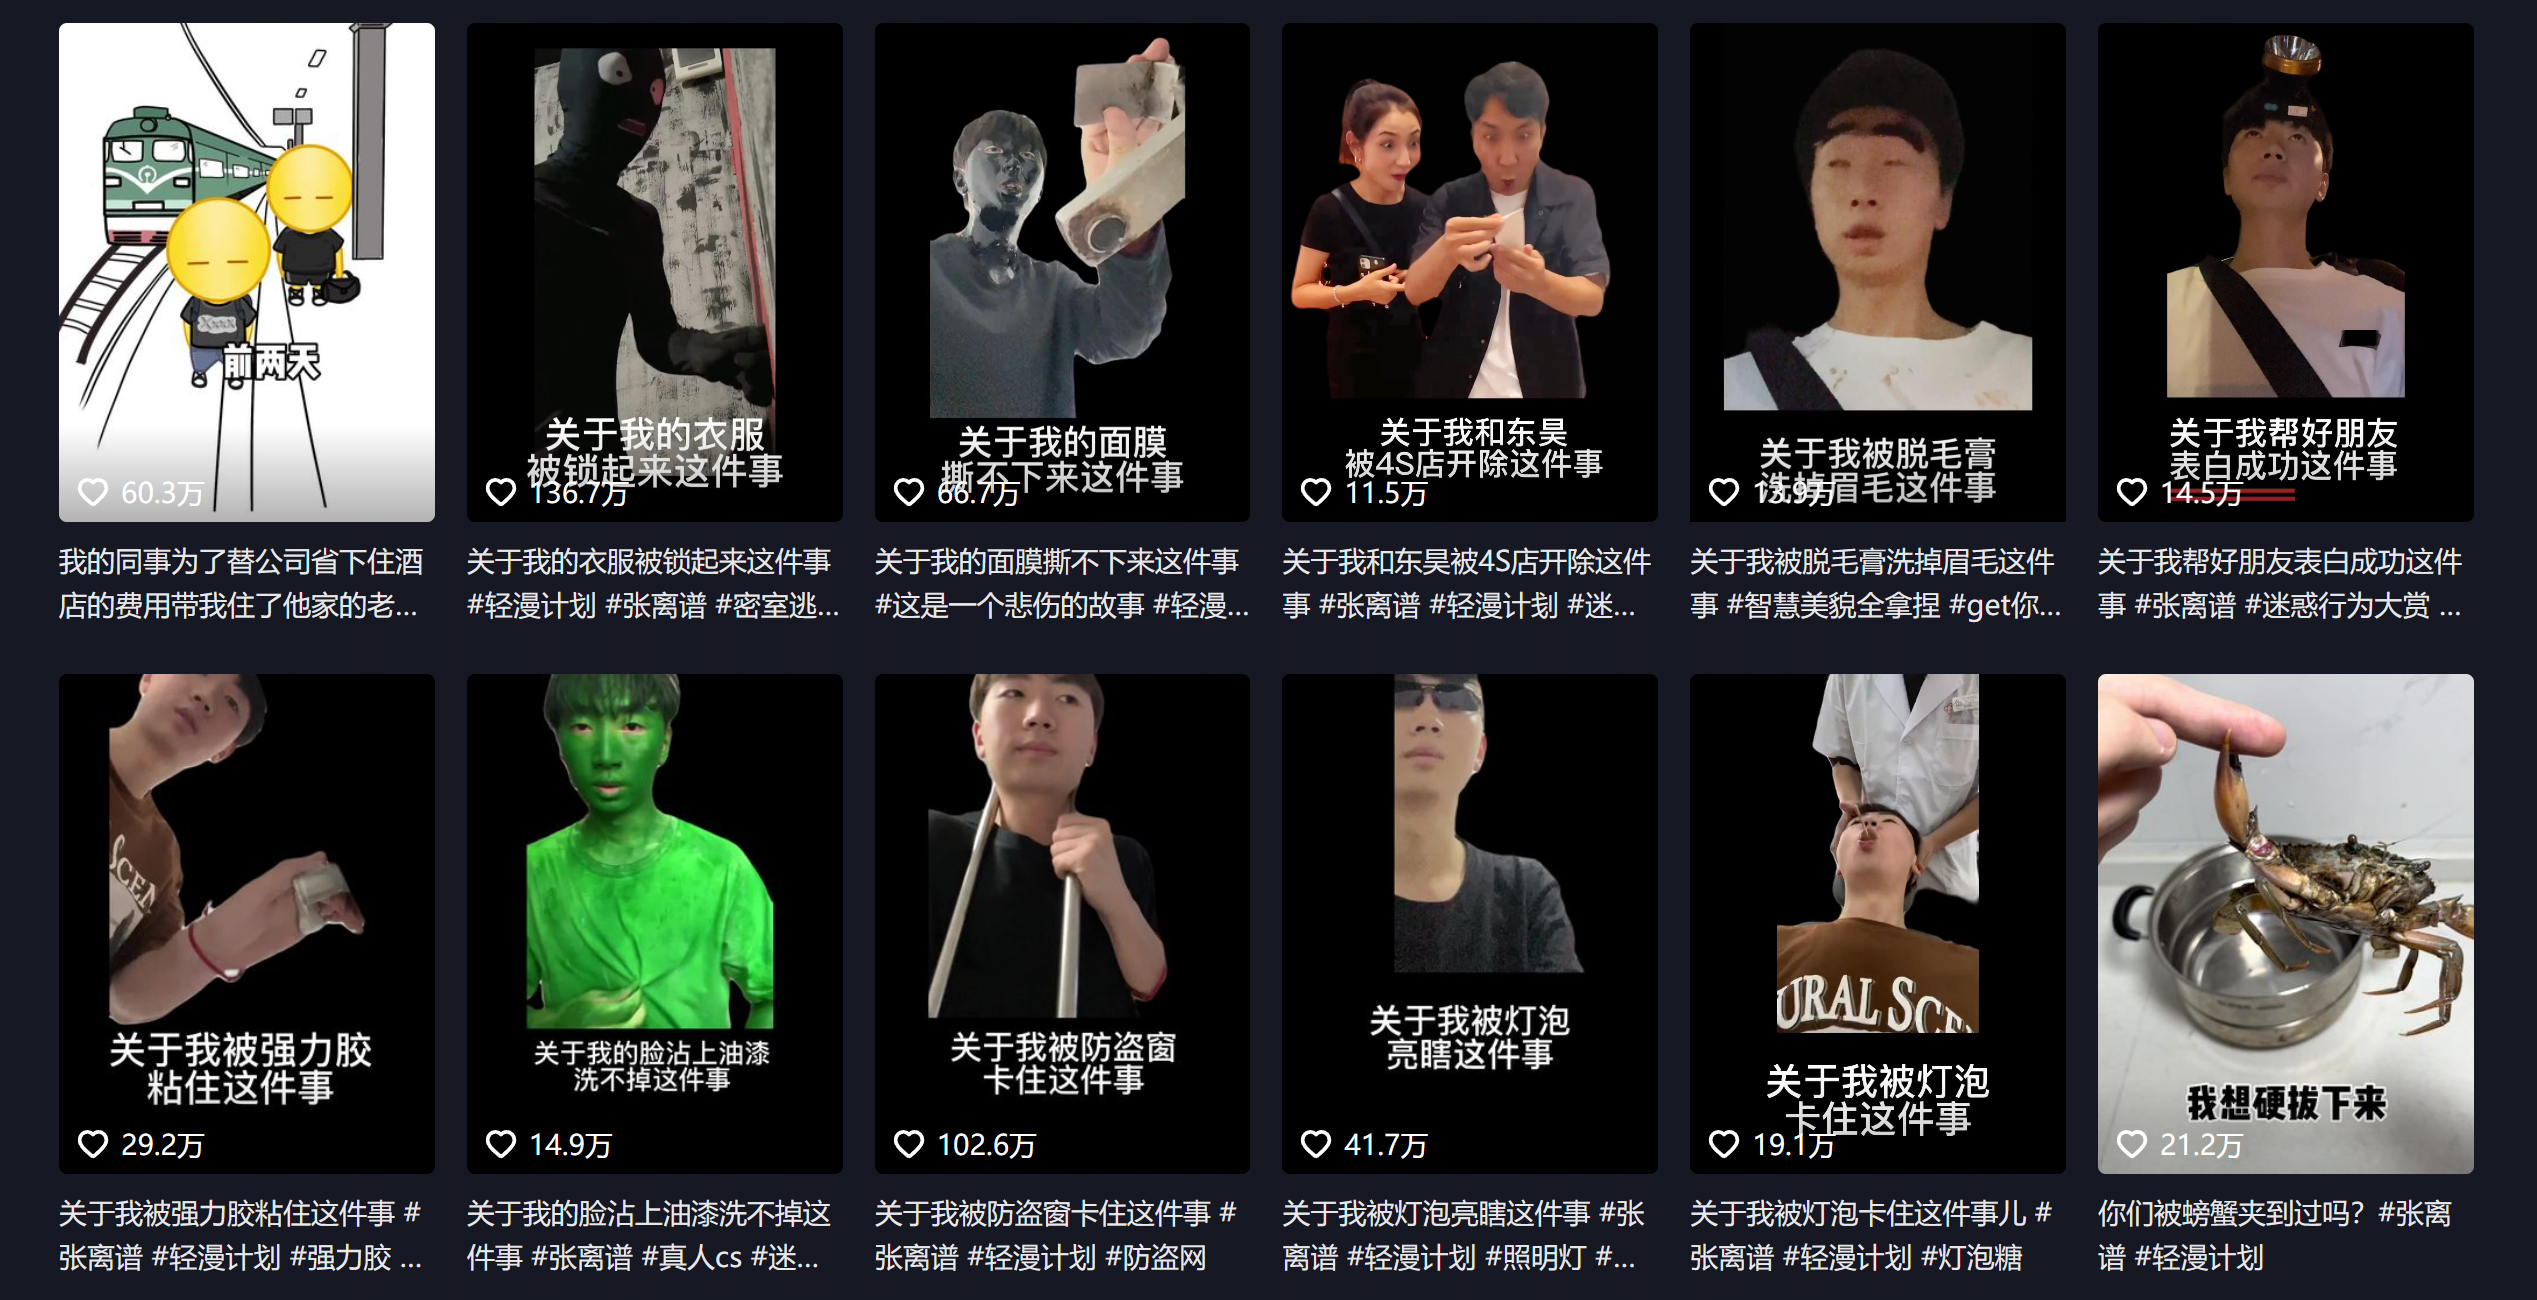 前两天
60.3万
我的同事为了替公司省下住酒
店的费用带我住了他家的老...
关于我的衣服
被锁起来这件事
136.7万
关于我的衣服被锁起来这件事
#轻漫计划 #张离谱 #密室逃...
关于我的面膜
撕不下来这件事
66.7万
关于我的面膜撕不下来这件事
#这是一个悲伤的故事 #轻漫...
关于我和东昊
被4S店开除这件事
11.5万
关于我和东昊被4S店开除这件
事 #张离谱 #轻漫计划 #迷...
关于我被脱毛膏
洗掉眉毛这件事
13.9万
关于我被脱毛膏洗掉眉毛这件
事 #智慧美貌全拿捏 #get你...
关于我帮好朋友
表白成功这件事
14.5万
关于我帮好朋友表白成功这件
事 #张离谱 #迷惑行为大赏 ...
SCEN
关于我被强力胶
粘住这件事
29.2万
关于我被强力胶粘住这件事 #
张离谱 #轻漫计划 #强力胶 ...
关于我的脸沾上油漆
洗不掉这件事
14.9万
关于我的脸沾上油漆洗不掉这
件事 #张离谱 #真人cs #迷...
关于我被防盗窗
卡住这件事
102.6万
关于我被防盗窗卡住这件事 #
张离谱 #轻漫计划 #防盗网
关于我被灯泡
亮瞎这件事
41.7万
关于我被灯泡亮瞎这件事 #张
离谱 #轻漫计划 #照明灯 #...
URAL SCE
关于我被灯泡
卡住这件事
19.1万
关于我被灯泡卡住这件事儿 #
张离谱 #轻漫计划 #灯泡糖
我想硬拔下来
21.2万
你们被螃蟹夹到过吗？#张离
谱 #轻漫计划